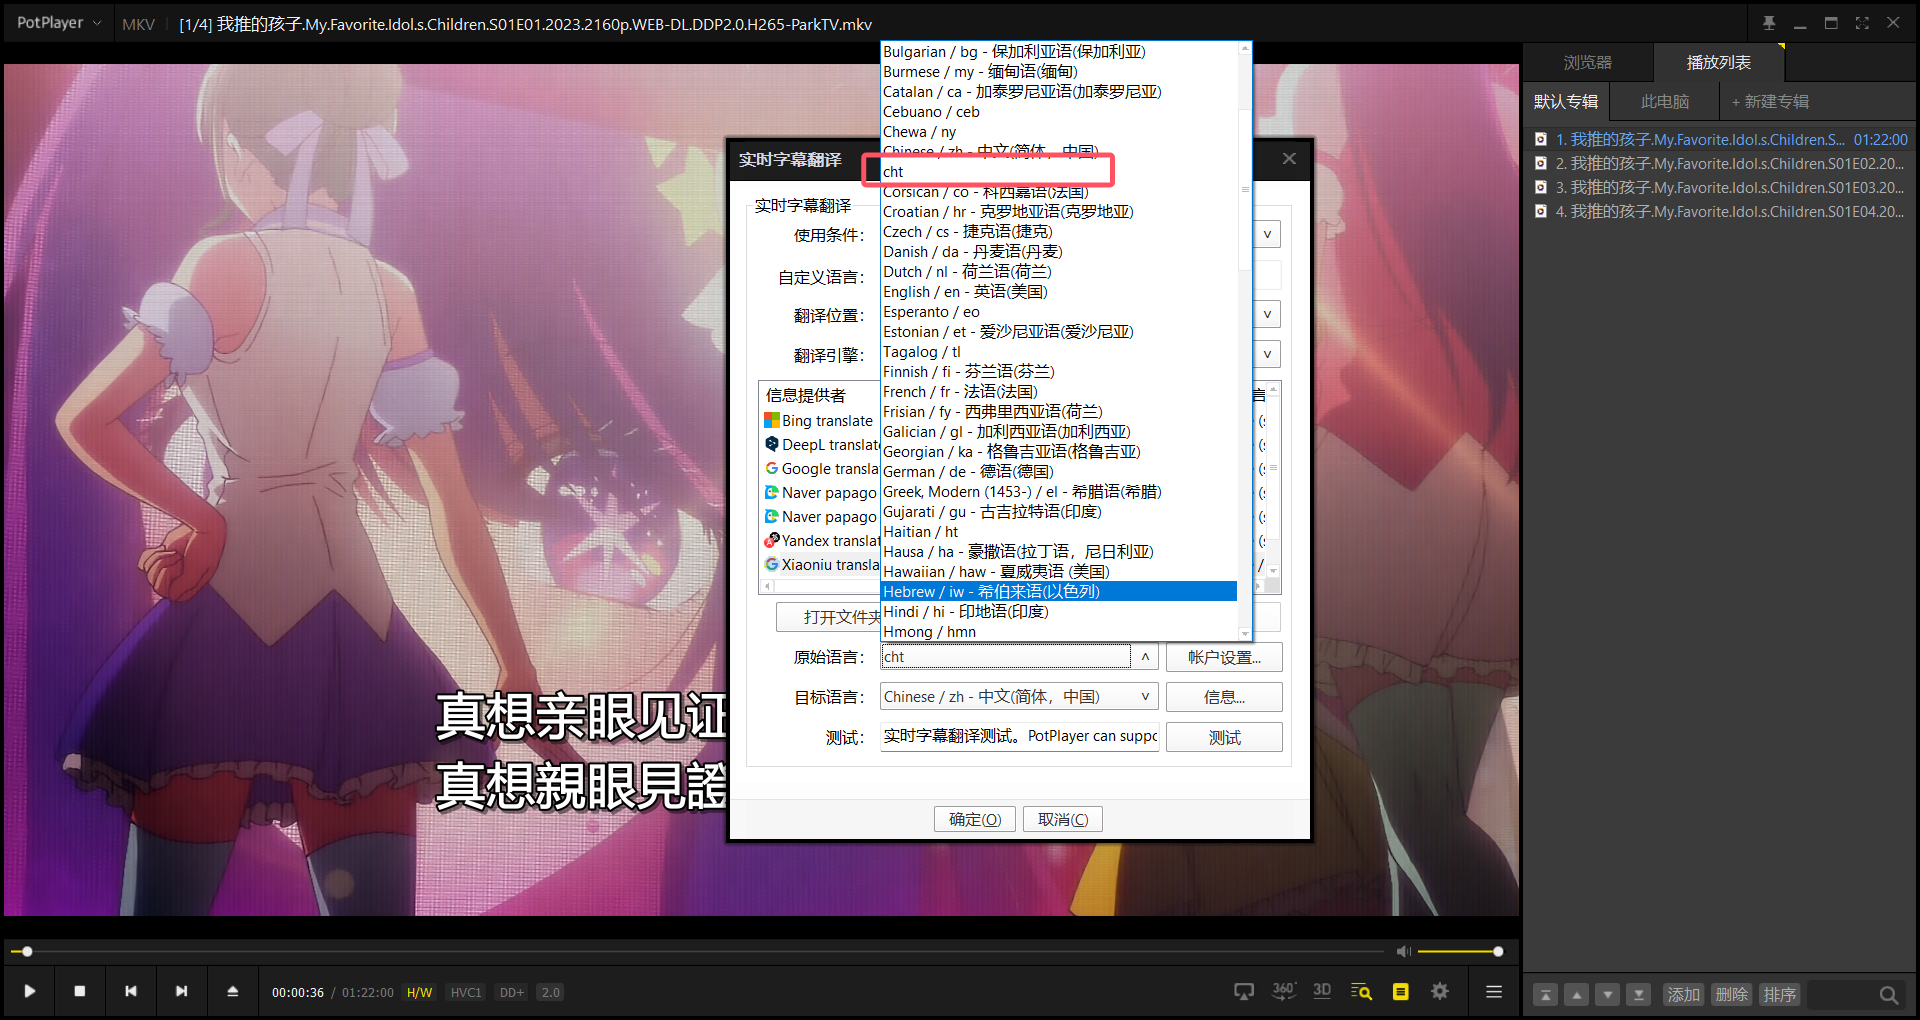 PotPlayer
MKV
[1/4] 我推的孩子.My.Favorite.Idol.s.Children.S01E01.2023.2160p.WEB-DL.DDP2.0.H265-ParkTV.mkv
浏览器
播放列表
默认专辑
此电脑
+ 新建专辑
1. 我推的孩子.My.Favorite.Idol.s.Children.S... 01:22:00
2. 我推的孩子.My.Favorite.Idol.s.Children.S01E02.20...
3. 我推的孩子.My.Favorite.Idol.s.Children.S01E03.20...
4. 我推的孩子.My.Favorite.Idol.s.Children.S01E04.20...
Bulgarian / bg - 保加利亚语(保加利亚)
Burmese / my - 缅甸语(缅甸)
Catalan / ca - 加泰罗尼亚语(加泰罗尼亚)
Cebuano / ceb
Chewa / ny
Chinese / zh - 中文(简体，中国)
cht
Corsican / co - 科西嘉语(法国)
Croatian / hr - 克罗地亚语(克罗地亚)
Czech / cs - 捷克语(捷克)
Danish / da - 丹麦语(丹麦)
Dutch / nl - 荷兰语(荷兰)
English / en - 英语(美国)
Esperanto / eo
Estonian / et - 爱沙尼亚语(爱沙尼亚)
Tagalog / tl
Finnish / fi - 芬兰语(芬兰)
French / fr - 法语(法国)
Frisian / fy - 西弗里西亚语(荷兰)
Galician / gl - 加利西亚语(加利西亚)
Georgian / ka - 格鲁吉亚语(格鲁吉亚)
German / de - 德语(德国)
Greek, Modern (1453-) / el - 希腊语(希腊)
Gujarati / gu - 古吉拉特语(印度)
Haitian / ht
Hausa / ha - 豪撒语(拉丁语，尼日利亚)
Hawaiian / haw - 夏威夷语 (美国)
Hebrew / iw - 希伯来语(以色列)
Hindi / hi - 印地语(印度)
Hmong / hmn
实时字幕翻译
实时字幕翻译
使用条件:
自定义语言:
翻译位置:
翻译引擎:
信息提供者
Bing translate
DeepL translate
Google transla
Naver papago
Naver papago
Yandex translat
Xiaoniu transla
打开文件夹
原始语言: cht 帐户设置...
目标语言: Chinese / zh - 中文(简体，中国) 信息...
测试: 实时字幕翻译测试。PotPlayer can suppo 测试
确定(O) 取消(C)
真想亲眼见证
真想親眼見證
00:00:36 / 01:22:00 H/W HVC1 DD+ 2.0
360° 3D
添加 删除 排序